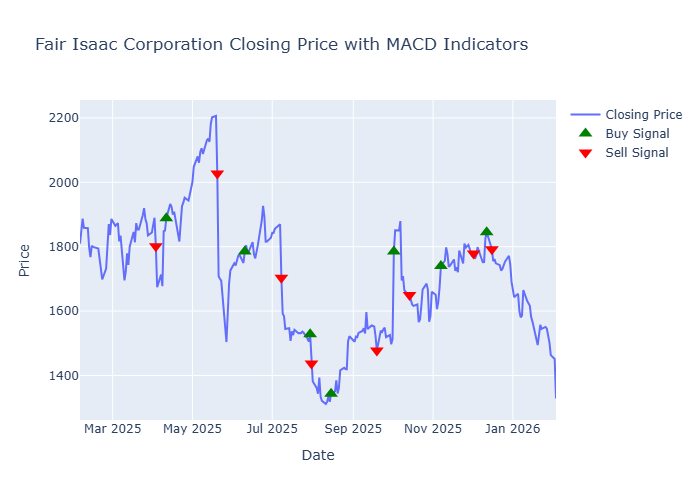 Fair Isaac Corporation Closing Price with MACD Indicators
Closing Price
Buy Signal
Sell Signal
2200
2000
1800
1600
1400
Price
Mar 2025
May 2025
Jul 2025
Sep 2025
Nov 2025
Jan 2026
Date